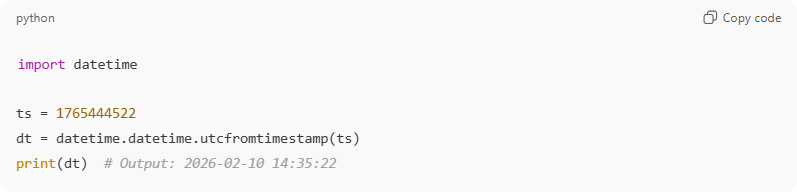 python Copy code
import datetime
ts = 1765444522
dt = datetime.datetime.utcfromtimestamp(ts)
print(dt)  # Output: 2026-02-10 14:35:22